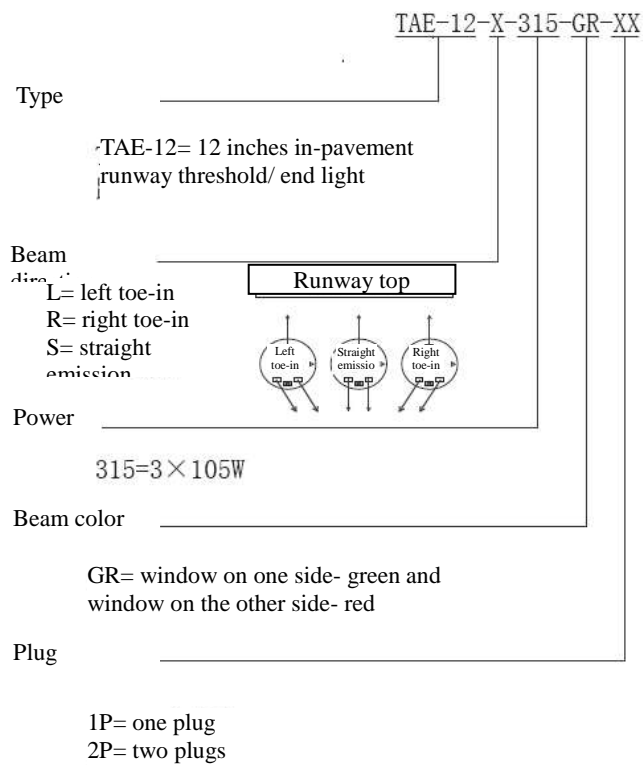 TAE-12-X-315-GR-XX
Type
TAE-12= 12 inches in-pavement
runway threshold/ end light
Beam
L= left toe-in
R= right toe-in
S= straight
emission
Runway top
Left
toe-in
Straight
emissio
Right
toe-in
Power
315=3×105W
Beam color
GR= window on one side- green and
window on the other side- red
Plug
1P= one plug
2P= two plugs